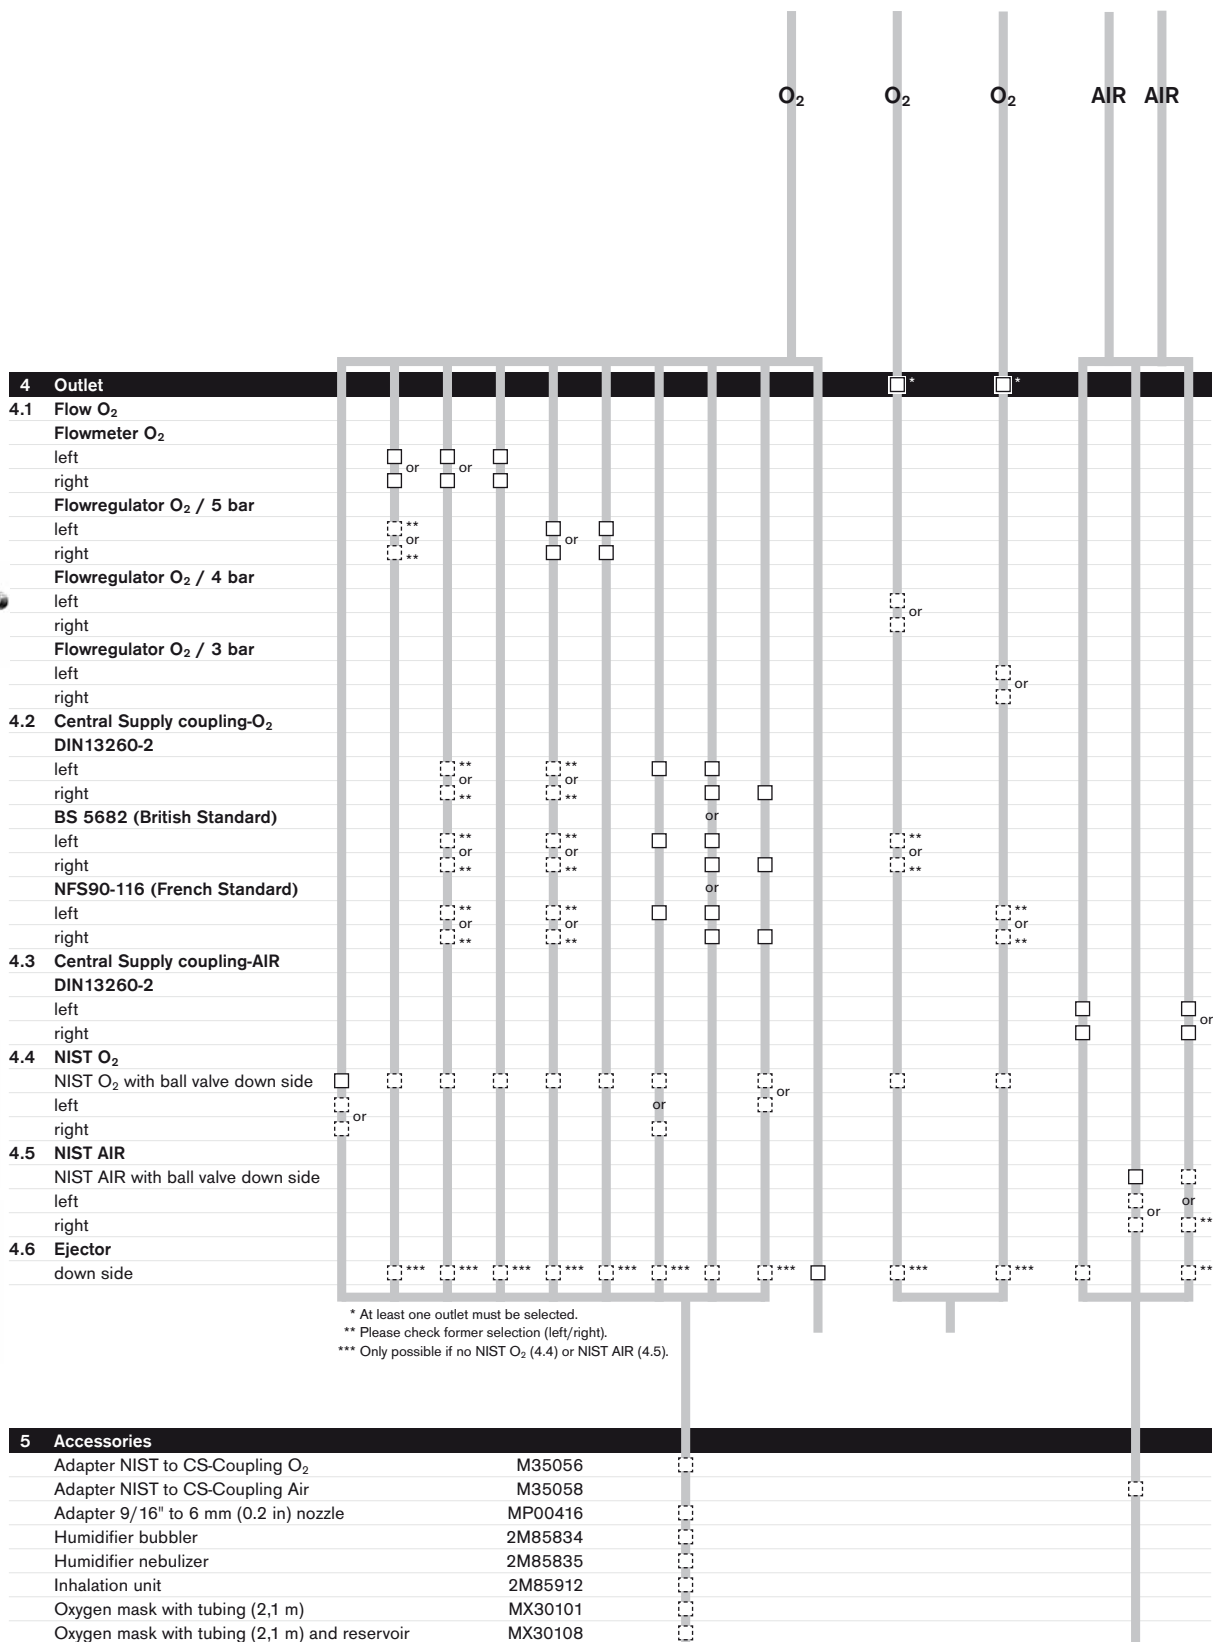 O₂ O₂ O₂ AIR AIR
4 Outlet * *
4.1 Flow O₂
Flowmeter O₂
left
or or
right
Flowregulator O₂ / 5 bar
left **
or or
right **
Flowregulator O₂ / 4 bar
left
or
right
Flowregulator O₂ / 3 bar
left
or
right
4.2 Central Supply coupling-O₂
DIN13260-2
left ** **
or or
right ** **
BS 5682 (British Standard) or
left ** ** **
or or or
right ** ** **
NFS90-116 (French Standard) or
left ** ** **
or or or
right ** ** **
4.3 Central Supply coupling-AIR
DIN13260-2
left
or
right
4.4 NIST O₂
NIST O₂ with ball valve down side
or
left or
or
right
4.5 NIST AIR
NIST AIR with ball valve down side
left or
or
right **
4.6 Ejector
down side *** *** *** *** *** *** *** *** *** **
* At least one outlet must be selected.
** Please check former selection (left/right).
*** Only possible if no NIST O₂ (4.4) or NIST AIR (4.5).
5 Accessories
Adapter NIST to CS-Coupling O₂ M35056
Adapter NIST to CS-Coupling Air M35058
Adapter 9/16" to 6 mm (0.2 in) nozzle MP00416
Humidifier bubbler 2M85834
Humidifier nebulizer 2M85835
Inhalation unit 2M85912
Oxygen mask with tubing (2,1 m) MX30101
Oxygen mask with tubing (2,1 m) and reservoir MX30108